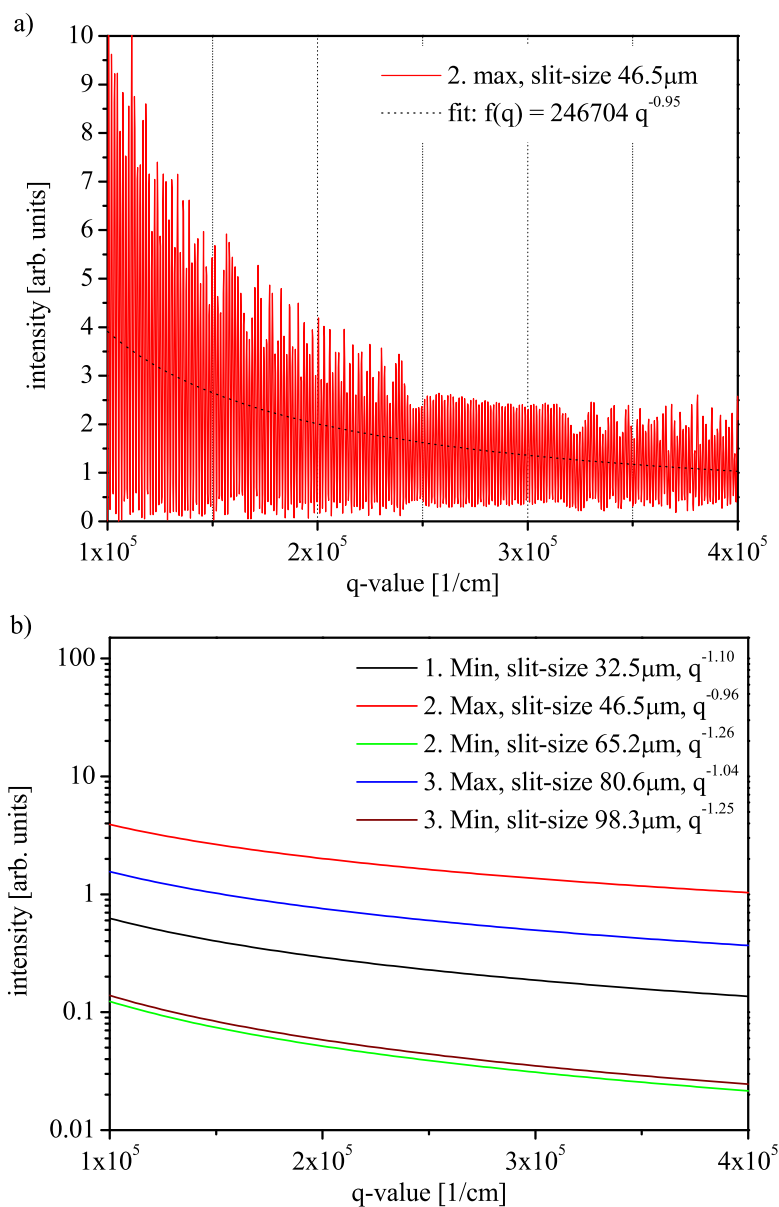 a)
10
9
8
7
6
5
4
3
2
1
0
intensity [arb. units]
2. max, slit-size 46.5μm
fit: f(q) = 246704 q^-0.95
1x10^5
2x10^5
3x10^5
4x10^5
q-value [1/cm]
b)
100
10
1
0.1
0.01
intensity [arb. units]
1. Min, slit-size 32.5μm, q^-1.10
2. Max, slit-size 46.5μm, q^-0.96
2. Min, slit-size 65.2μm, q^-1.26
3. Max, slit-size 80.6μm, q^-1.04
3. Min, slit-size 98.3μm, q^-1.25
1x10^5
2x10^5
3x10^5
4x10^5
q-value [1/cm]